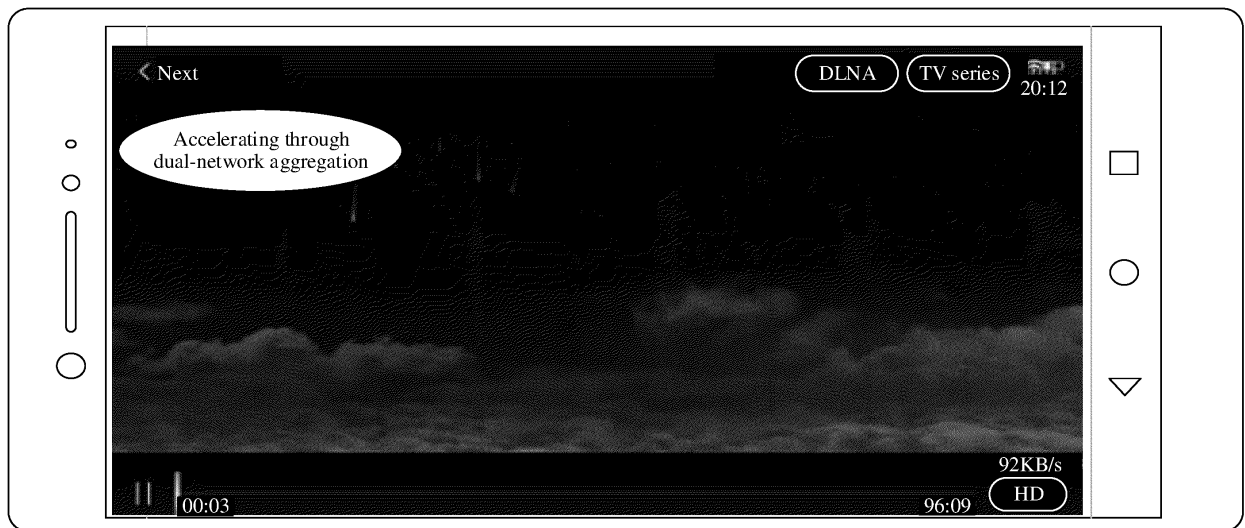 Next
DLNA
TV series
20:12
Accelerating through
dual-network aggregation
92KB/s
00:03
96:09
HD